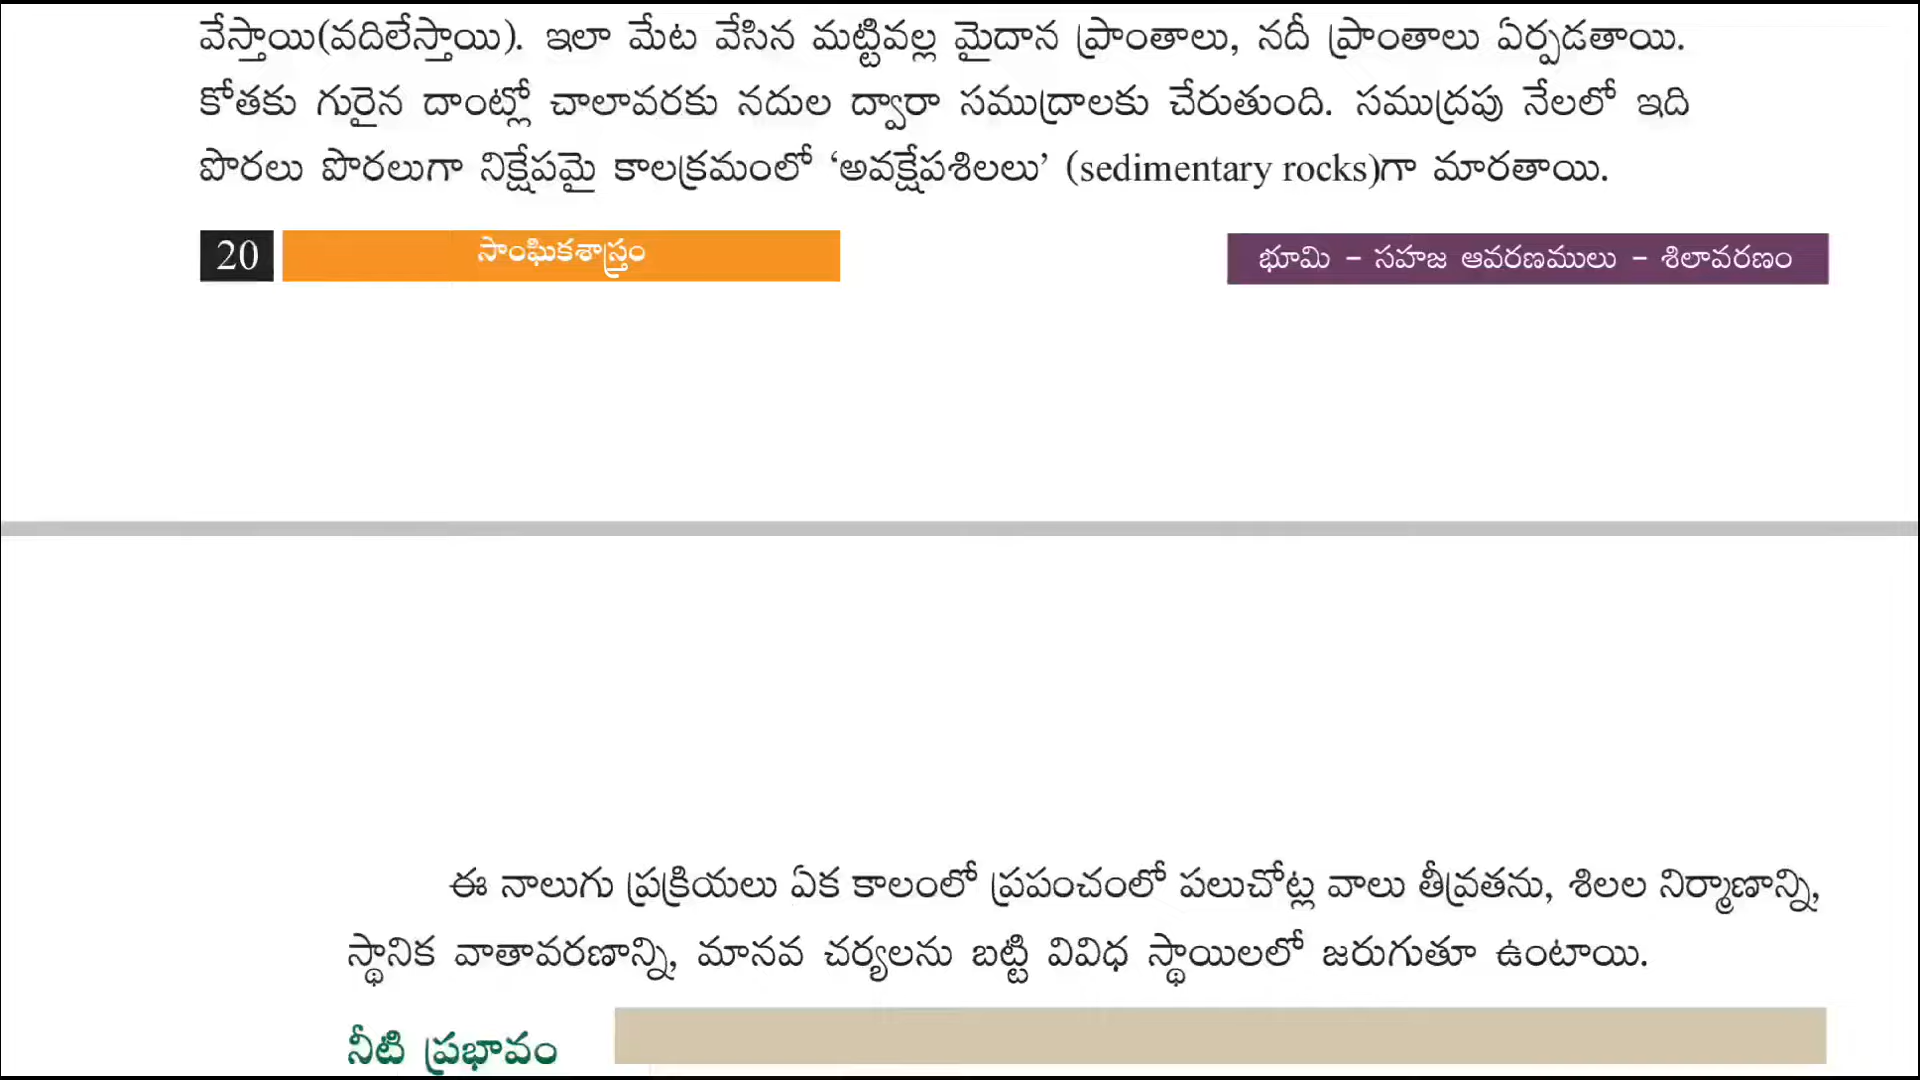 వేస్తాయి(వదిలేస్తాయి). ఇలా మేట వేసిన మట్టివల్ల మైదాన ప్రాంతాలు, నదీ ప్రాంతాలు ఏర్పడతాయి.
కోతకు గురైన దాంట్లో చాలావరకు నదుల ద్వారా సముద్రాలకు చేరుతుంది. సముద్రపు నేలలో ఇది
పొరలు పొరలుగా నిక్షేపమై కాలక్రమంలో ‘అవక్షేపశిలలు’ (sedimentary rocks)గా మారతాయి.
20 సాంఘికశాస్త్రం
భూమి – సహజ ఆవరణములు – శిలావరణం
ఈ నాలుగు ప్రక్రియలు ఏక కాలంలో ప్రపంచంలో పలుచోట్ల వాలు తీవ్రతను, శిలల నిర్మాణాన్ని,
స్థానిక వాతావరణాన్ని, మానవ చర్యలను బట్టి వివిధ స్థాయిలలో జరుగుతూ ఉంటాయి.
నీటి ప్రభావం